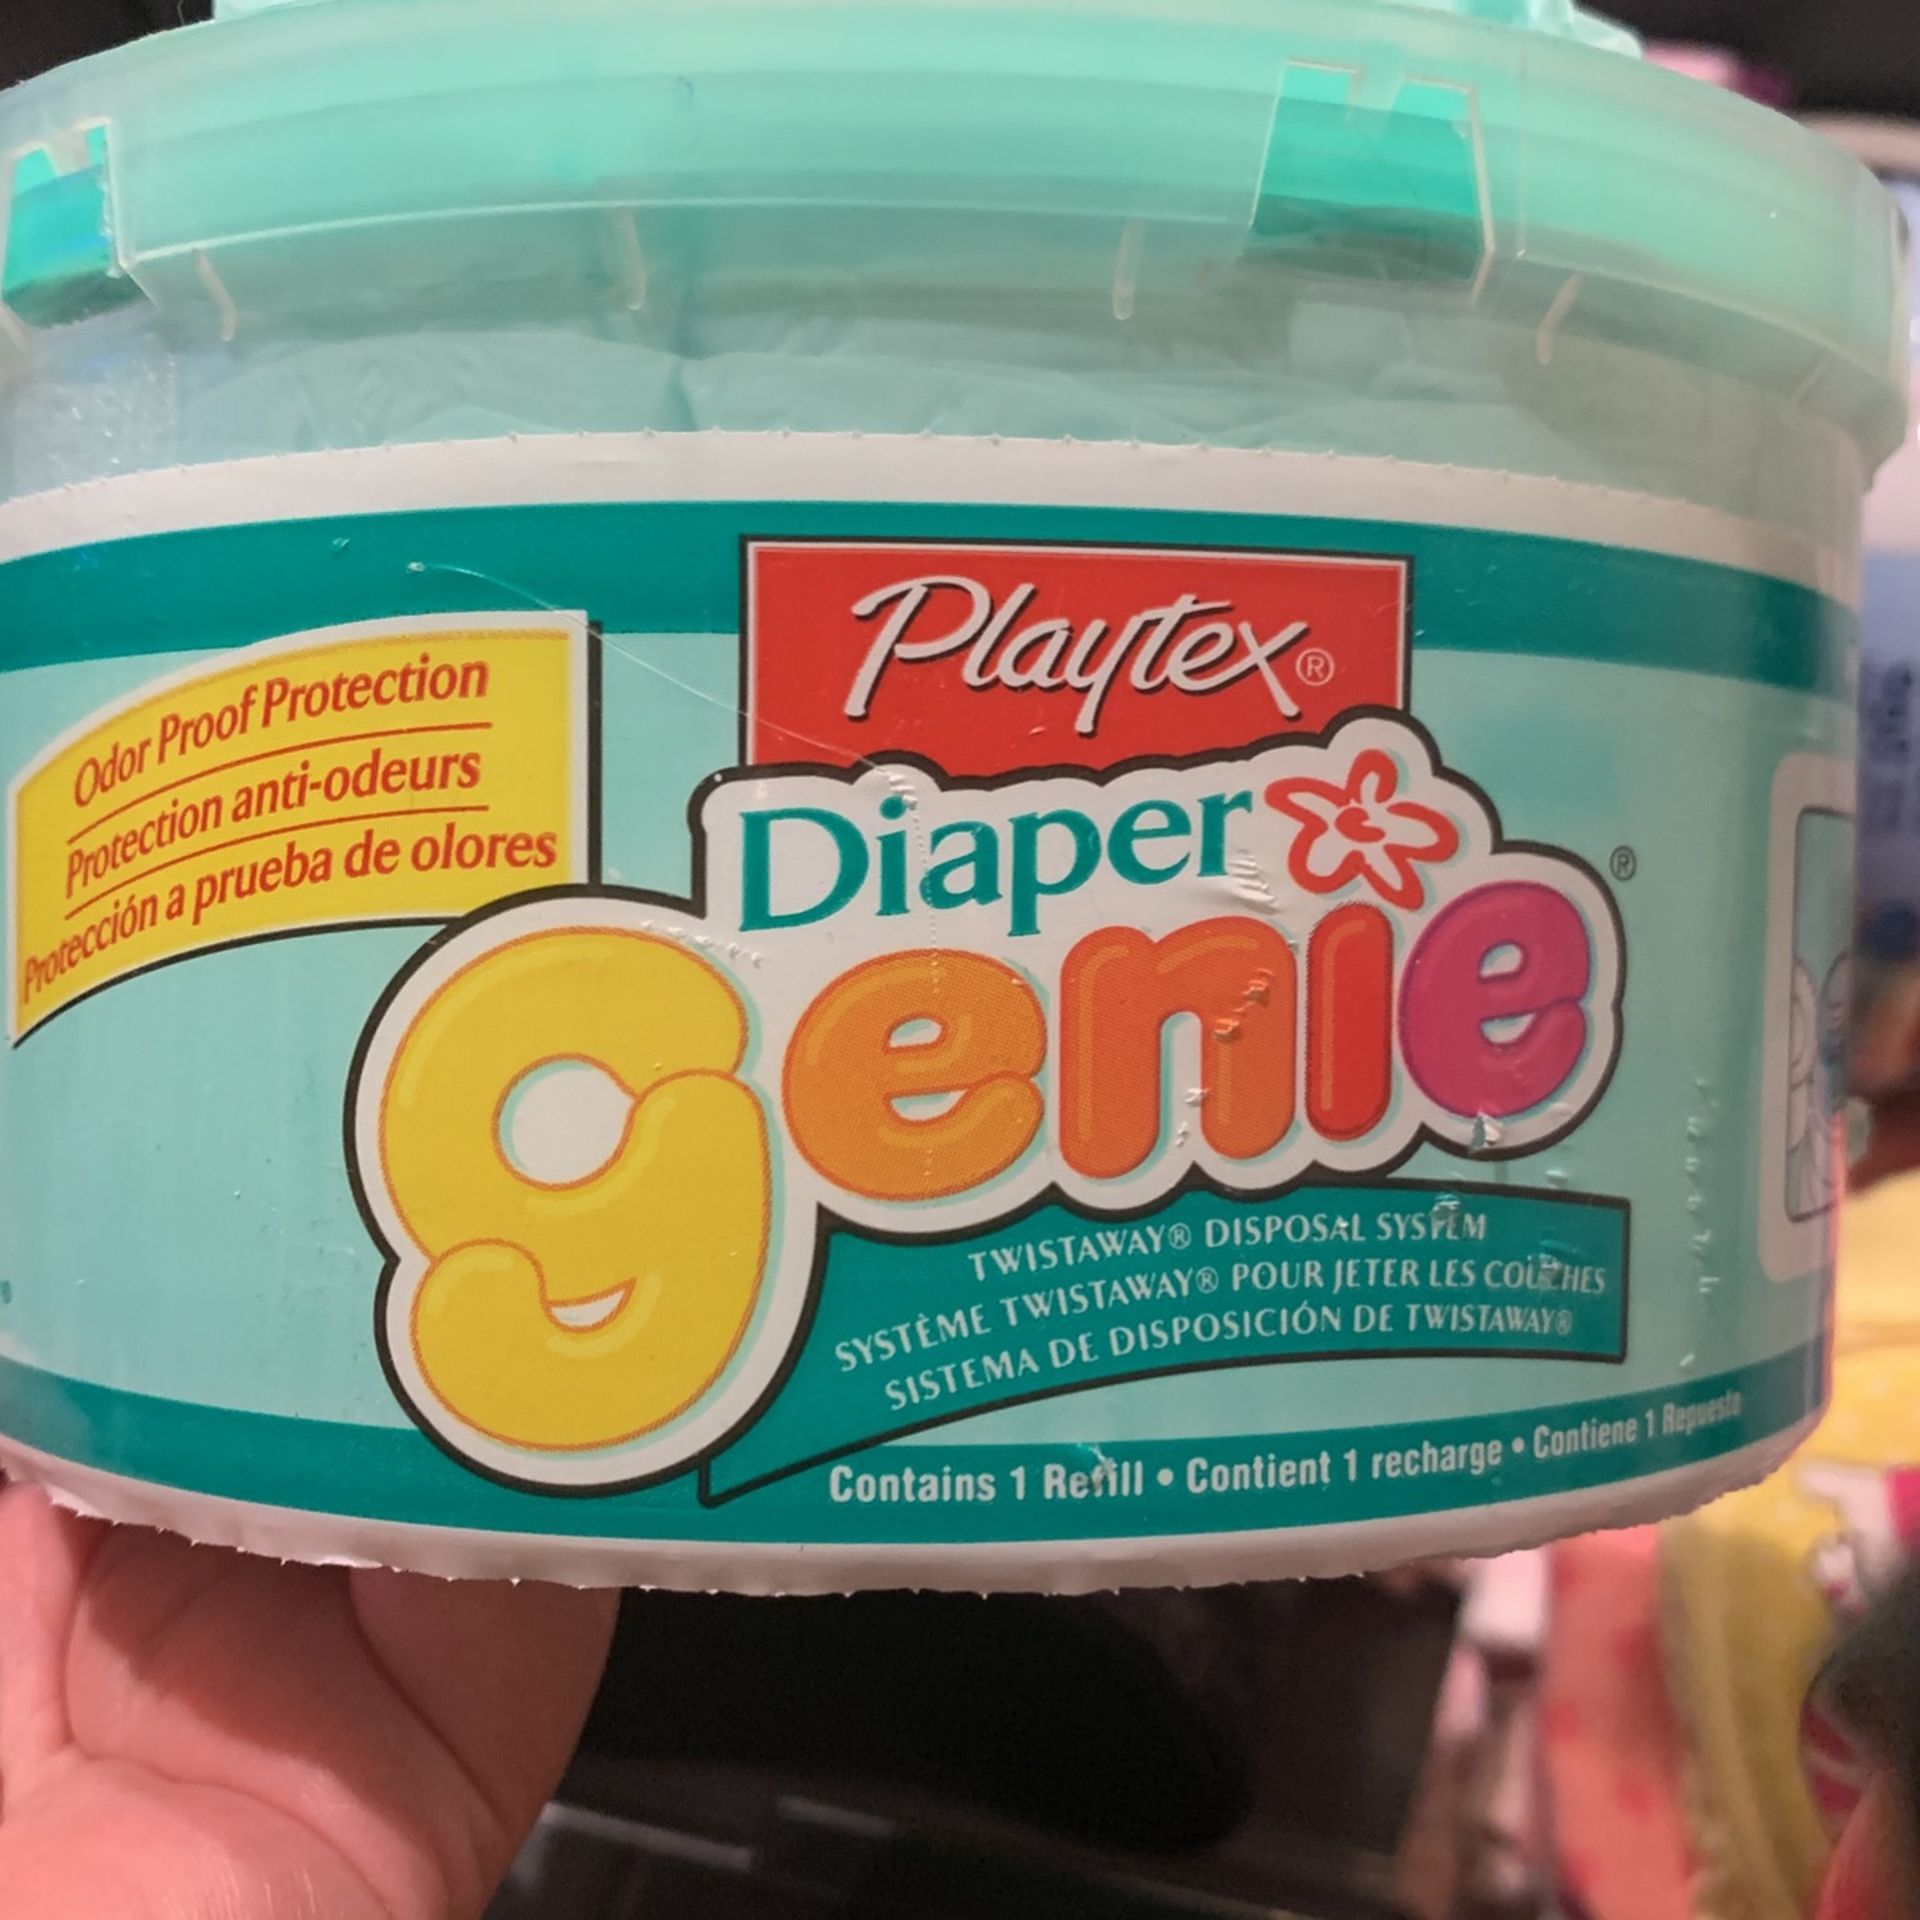 Playtex®
Odor Proof Protection
Protection anti-odeurs
Protección a prueba de olores
Diaper
genie®
TWISTAWAY® DISPOSAL SYSTEM
SYSTÈME TWISTAWAY® POUR JETER LES COUCHES
SISTEMA DE DISPOSICIÓN DE TWISTAWAY®
Contains 1 Refill • Contient 1 recharge • Contiene 1 Repuesto